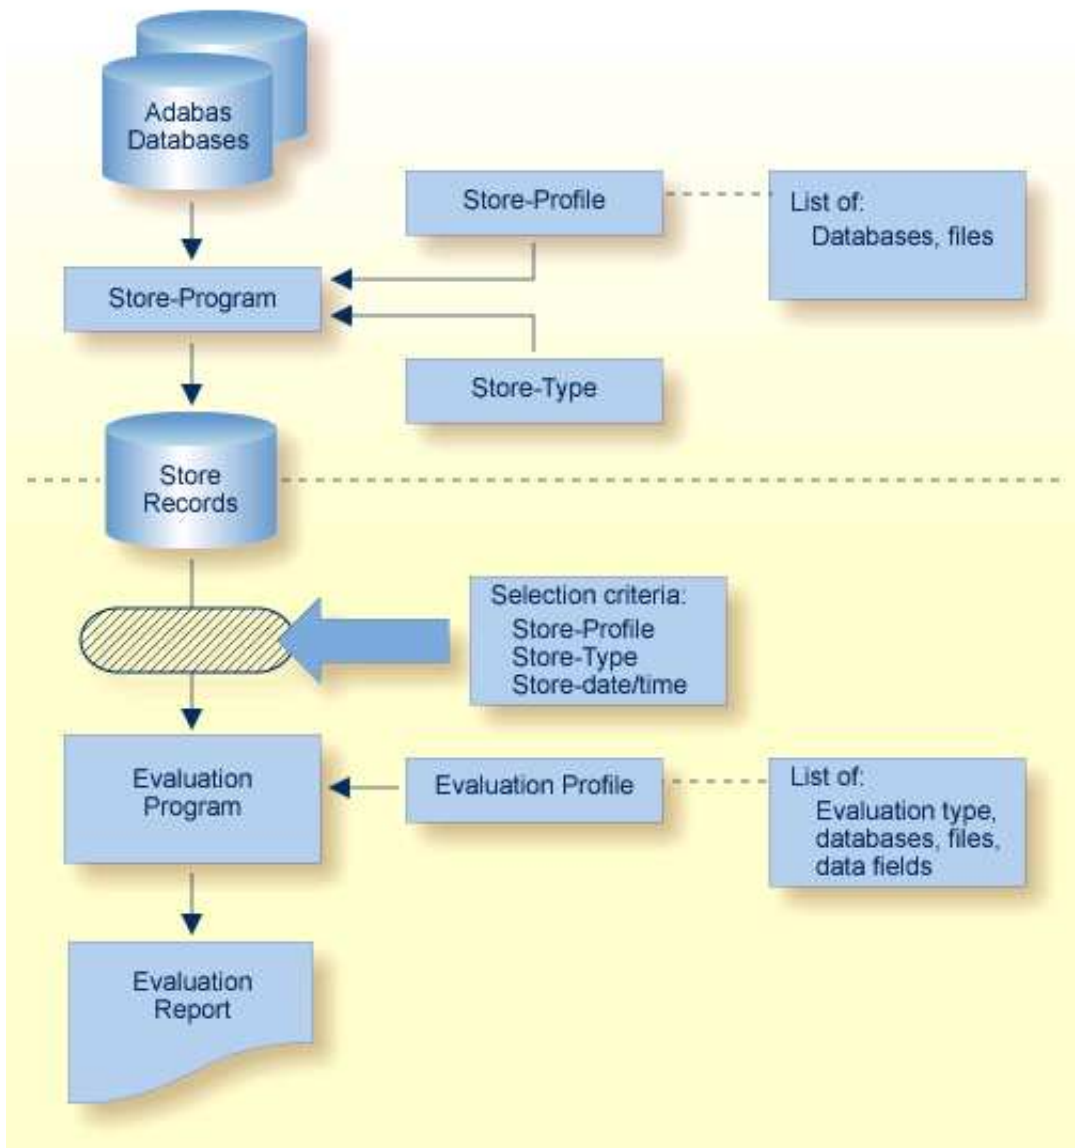 Adabas
Databases
Store-Profile
List of:
Databases, files
Store-Program
Store-Type
Store
Records
Selection criteria:
Store-Profile
Store-Type
Store-date/time
Evaluation
Program
Evaluation Profile
List of:
Evaluation type,
databases, files,
data fields
Evaluation
Report